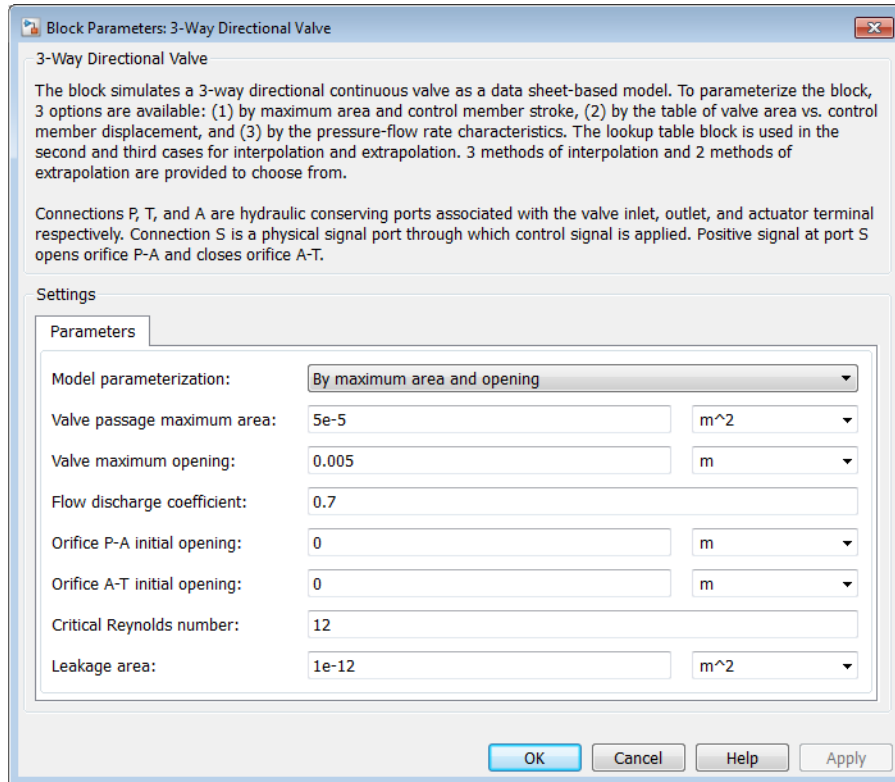 Block Parameters: 3-Way Directional Valve
3-Way Directional Valve
The block simulates a 3-way directional continuous valve as a data sheet-based model. To parameterize the block,
3 options are available: (1) by maximum area and control member stroke, (2) by the table of valve area vs. control
member displacement, and (3) by the pressure-flow rate characteristics. The lookup table block is used in the
second and third cases for interpolation and extrapolation. 3 methods of interpolation and 2 methods of
extrapolation are provided to choose from.
Connections P, T, and A are hydraulic conserving ports associated with the valve inlet, outlet, and actuator terminal
respectively. Connection S is a physical signal port through which control signal is applied. Positive signal at port S
opens orifice P-A and closes orifice A-T.
Settings
Parameters
Model parameterization: By maximum area and opening
Valve passage maximum area: 5e-5 m^2
Valve maximum opening: 0.005 m
Flow discharge coefficient: 0.7
Orifice P-A initial opening: 0 m
Orifice A-T initial opening: 0 m
Critical Reynolds number: 12
Leakage area: 1e-12 m^2
OK Cancel Help Apply